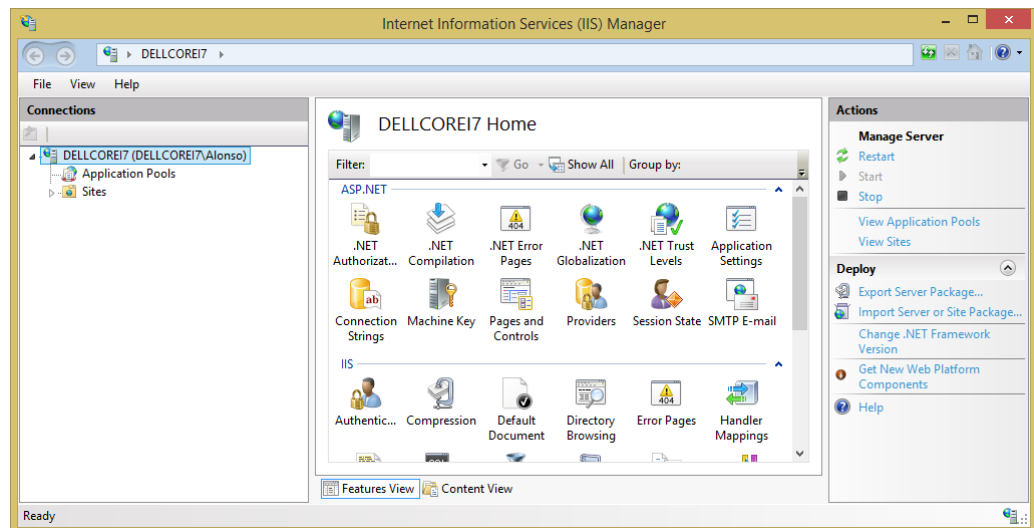 Internet Information Services (IIS) Manager
DELLCOREI7
File View Help
Connections
DELLCOREI7 (DELLCOREI7\Alonso)
Application Pools
Sites
DELLCOREI7 Home
Filter: Go Show All Group by:
ASP.NET
.NET Authorizat...
.NET Compilation
404
.NET Error Pages
.NET Globalization
.NET Trust Levels
Application Settings
ab
Connection Strings
Machine Key
Pages and Controls
Providers
Session State
SMTP E-mail
IIS
Authentic...
Compression
Default Document
Directory Browsing
404
Error Pages
Handler Mappings
Features View Content View
Actions
Manage Server
Restart
Start
Stop
View Application Pools
View Sites
Deploy
Export Server Package...
Import Server or Site Package...
Change .NET Framework
Version
Get New Web Platform
Components
Help
Ready